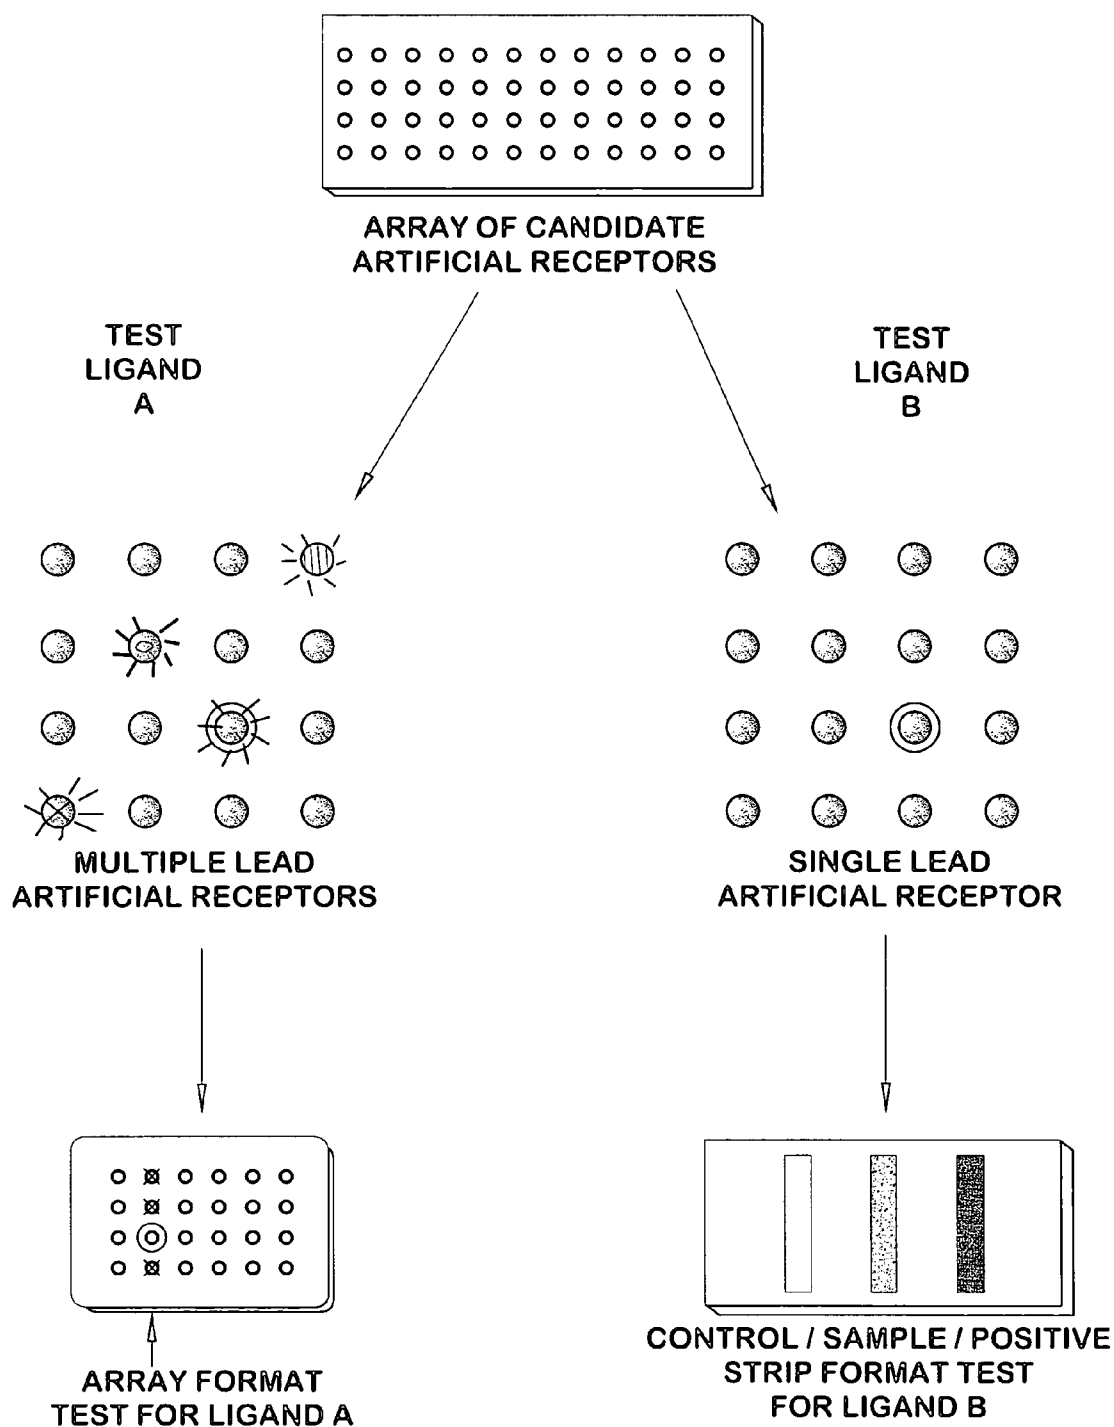 ARRAY OF CANDIDATE
ARTIFICIAL RECEPTORS
TEST
LIGAND
A
TEST
LIGAND
B
MULTIPLE LEAD
ARTIFICIAL RECEPTORS
SINGLE LEAD
ARTIFICIAL RECEPTOR
ARRAY FORMAT
TEST FOR LIGAND A
CONTROL / SAMPLE / POSITIVE
STRIP FORMAT TEST
FOR LIGAND B